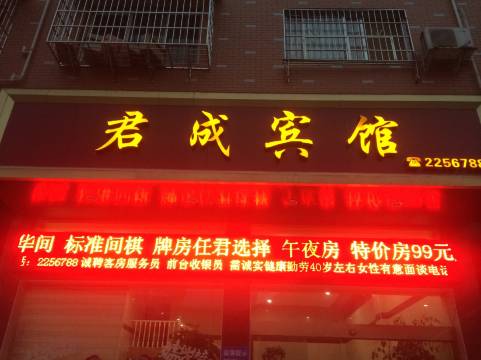 君成宾馆
☎2256788
华间 标准间棋 牌房任君选择 午夜房 特价房99元
号：2256788 诚聘客房服务员 前台收银员 需诚实健康勤劳40岁左右女性有意面谈电话